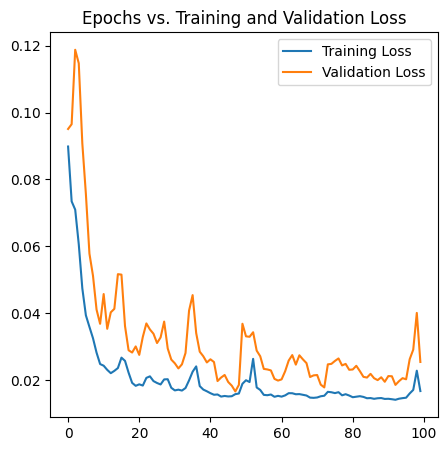 Epochs vs. Training and Validation Loss
Training Loss
Validation Loss
0.12
0.10
0.08
0.06
0.04
0.02
0 20 40 60 80 100